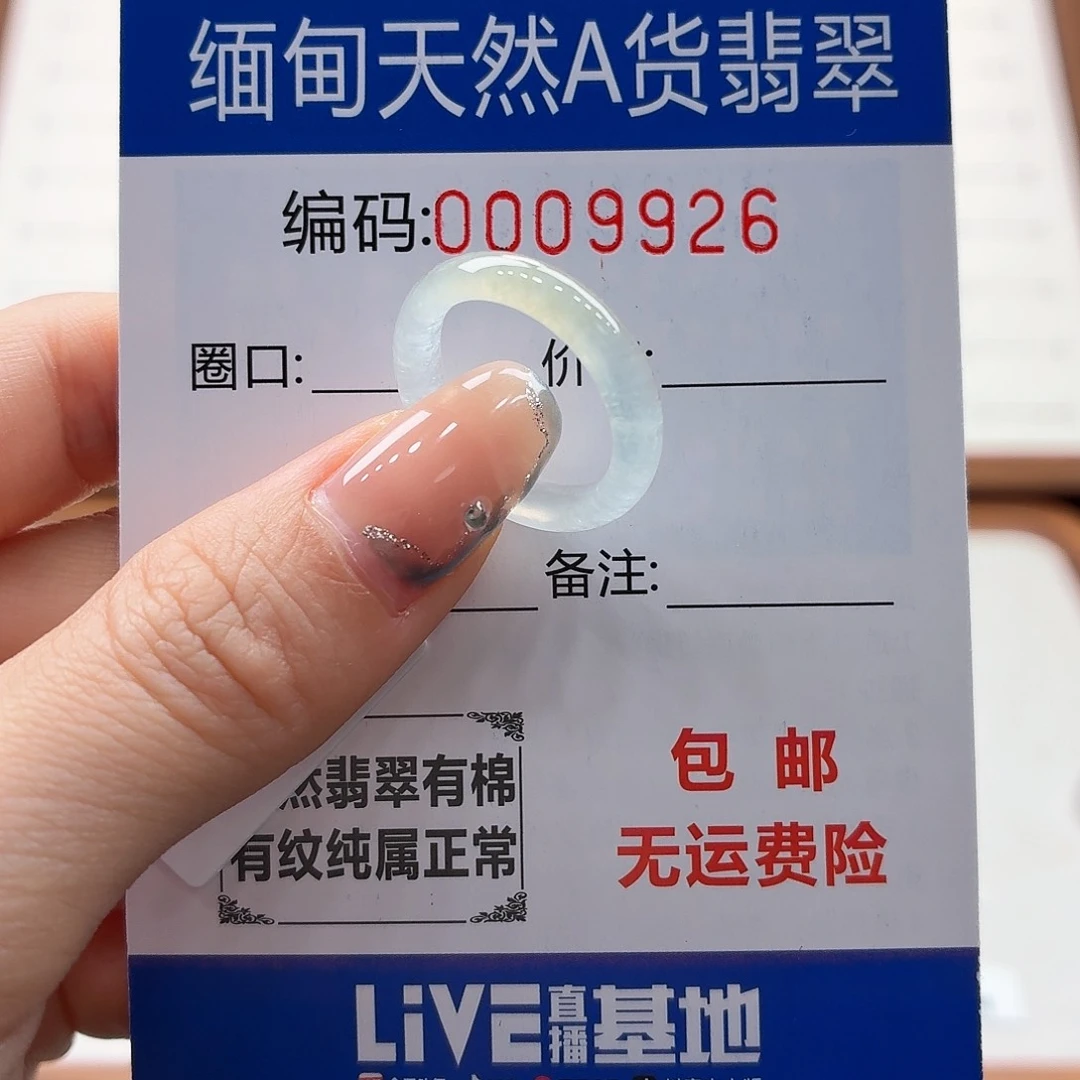 缅甸天然A货翡翠
编码:0009926
圈口:
价
备注:
然翡翠有棉
有纹纯属正常
包邮
无运费险
LiVE直播基地